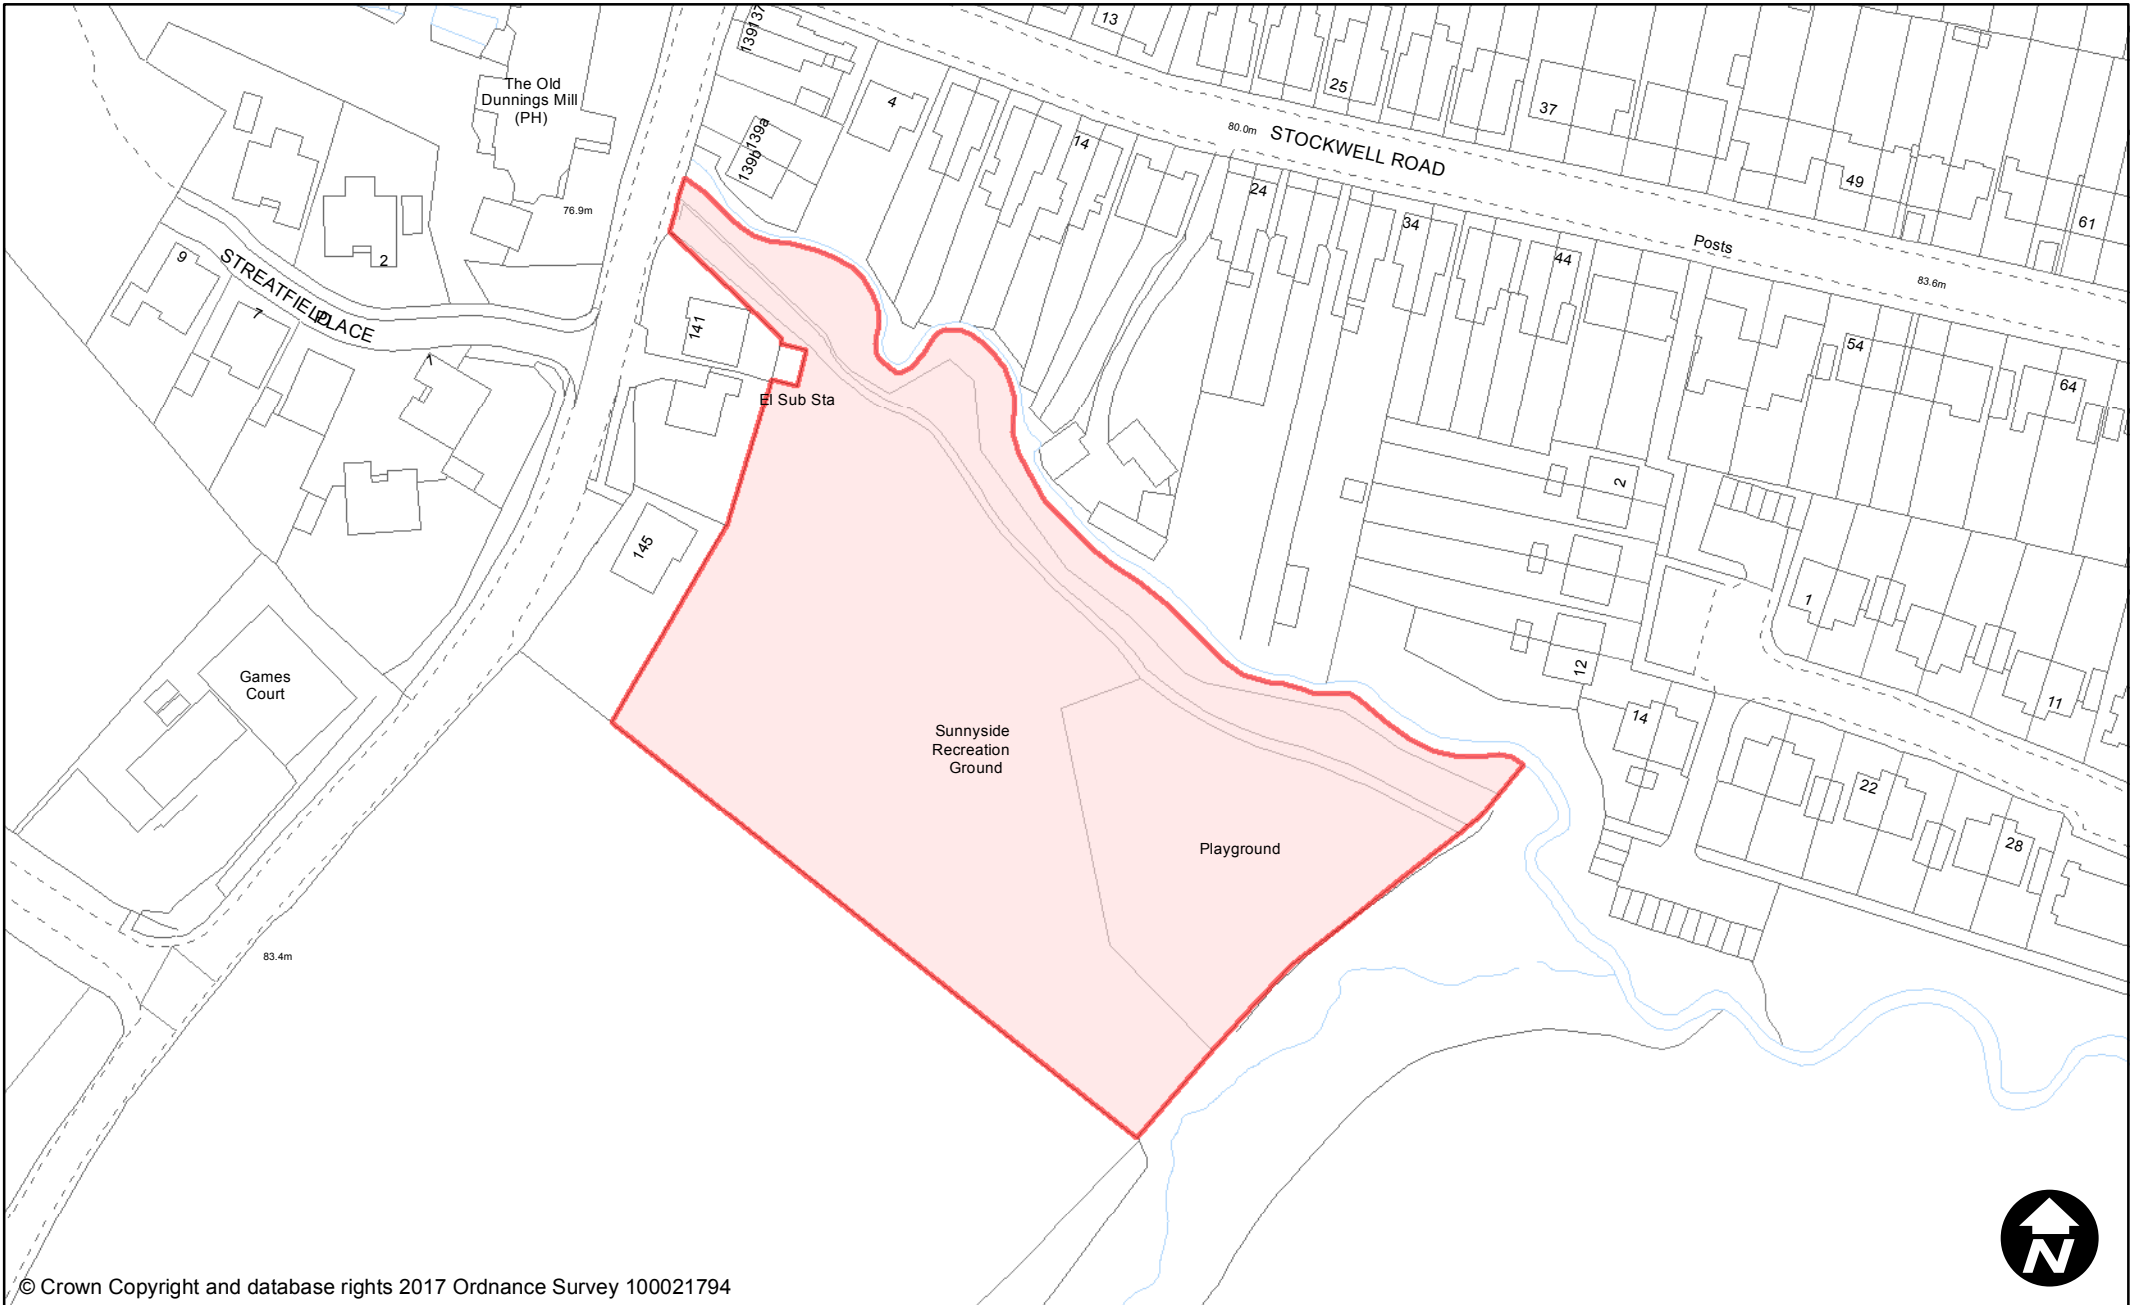 13
137
139
25
The Old
Dunnings Mill
(PH)
4
37
139a
139b
14
80.0m
STOCKWELL ROAD
49
24
76.9m
34
61
Posts
44
9
2
83.6m
STREATFIELD PLACE
7
141
54
1
64
El Sub Sta
2
145
1
12
Games
Court
11
14
Sunnyside
Recreation
Ground
22
Playground
28
83.4m
N
© Crown Copyright and database rights 2017 Ordnance Survey 100021794